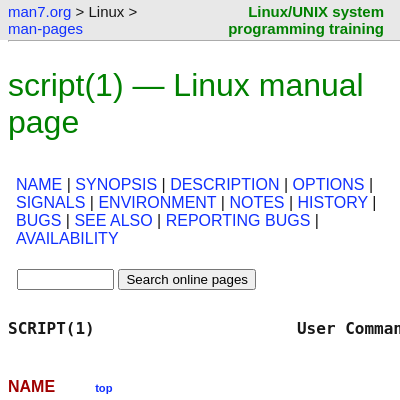 man7.org > Linux > man-pages
Linux/UNIX system programming training
script(1) — Linux manual page
NAME | SYNOPSIS | DESCRIPTION | OPTIONS |
SIGNALS | ENVIRONMENT | NOTES | HISTORY |
BUGS | SEE ALSO | REPORTING BUGS |
AVAILABILITY
Search online pages
SCRIPT(1) User Comman
NAME top